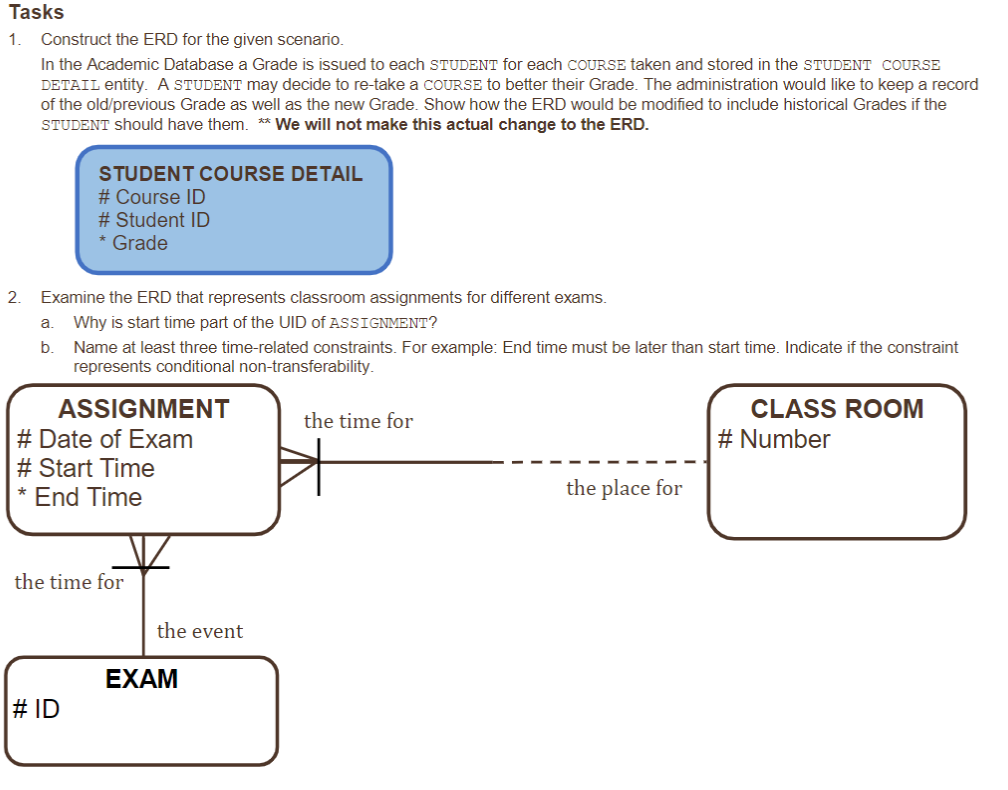 Tasks
1. Construct the ERD for the given scenario.
In the Academic Database a Grade is issued to each STUDENT for each COURSE taken and stored in the STUDENT COURSE
DETAIL entity. A STUDENT may decide to re-take a COURSE to better their Grade. The administration would like to keep a record
of the old/previous Grade as well as the new Grade. Show how the ERD would be modified to include historical Grades if the
STUDENT should have them. ** We will not make this actual change to the ERD.
STUDENT COURSE DETAIL
# Course ID
# Student ID
* Grade
2. Examine the ERD that represents classroom assignments for different exams.
a. Why is start time part of the UID of ASSIGNMENT?
b. Name at least three time-related constraints. For example: End time must be later than start time. Indicate if the constraint
represents conditional non-transferability.
ASSIGNMENT
# Date of Exam
# Start Time
* End Time
the time for
the place for
CLASS ROOM
# Number
the time for
the event
EXAM
# ID